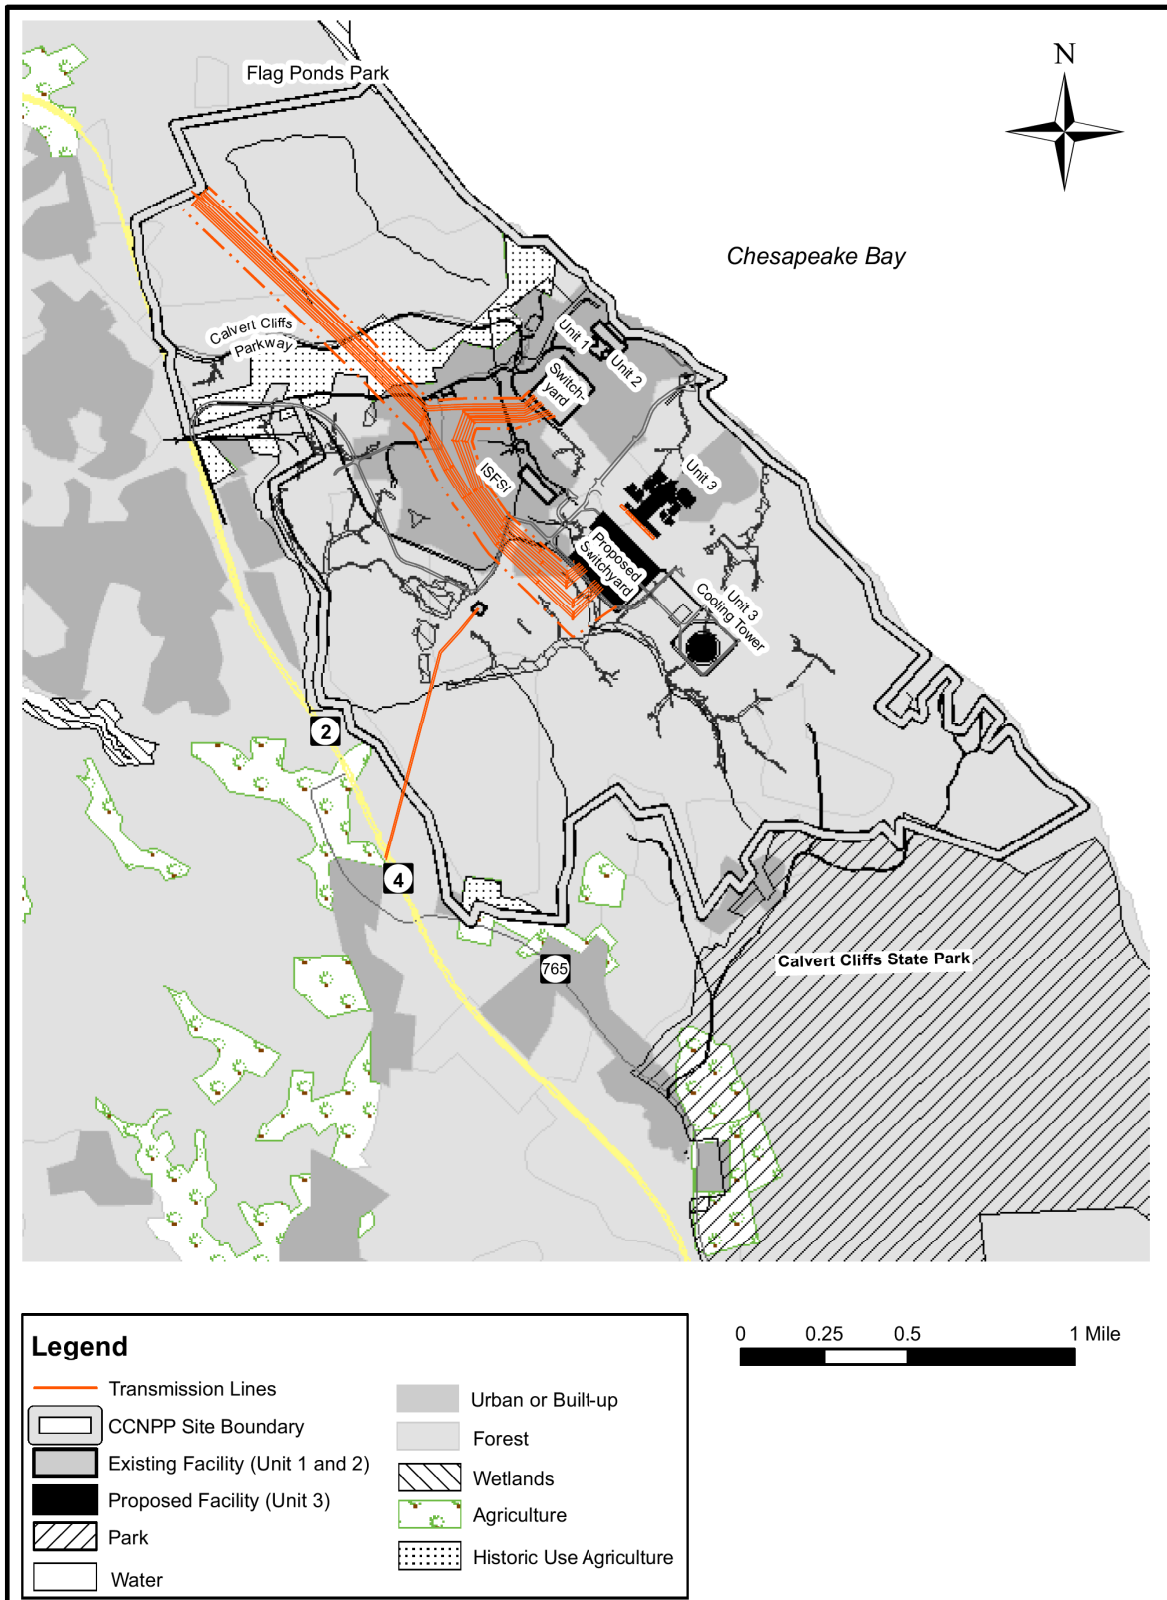 N
Flag Ponds Park
Chesapeake Bay
Calvert Cliffs
Parkway
Unit 1
Unit 2
Switch-
yard
ISFSI
Unit 3
Proposed
Switchyard
Unit 3
Cooling Tower
2
4
765
Calvert Cliffs State Park
0 0.25 0.5 1 Mile
Legend
Transmission Lines
CCNPP Site Boundary
Existing Facility (Unit 1 and 2)
Proposed Facility (Unit 3)
Park
Water
Urban or Built-up
Forest
Wetlands
Agriculture
Historic Use Agriculture